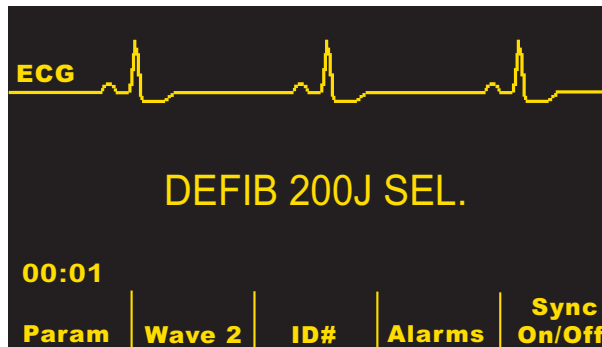 ECG
DEFIB 200J SEL.
00:01
Param Wave 2 ID# Alarms Sync On/Off